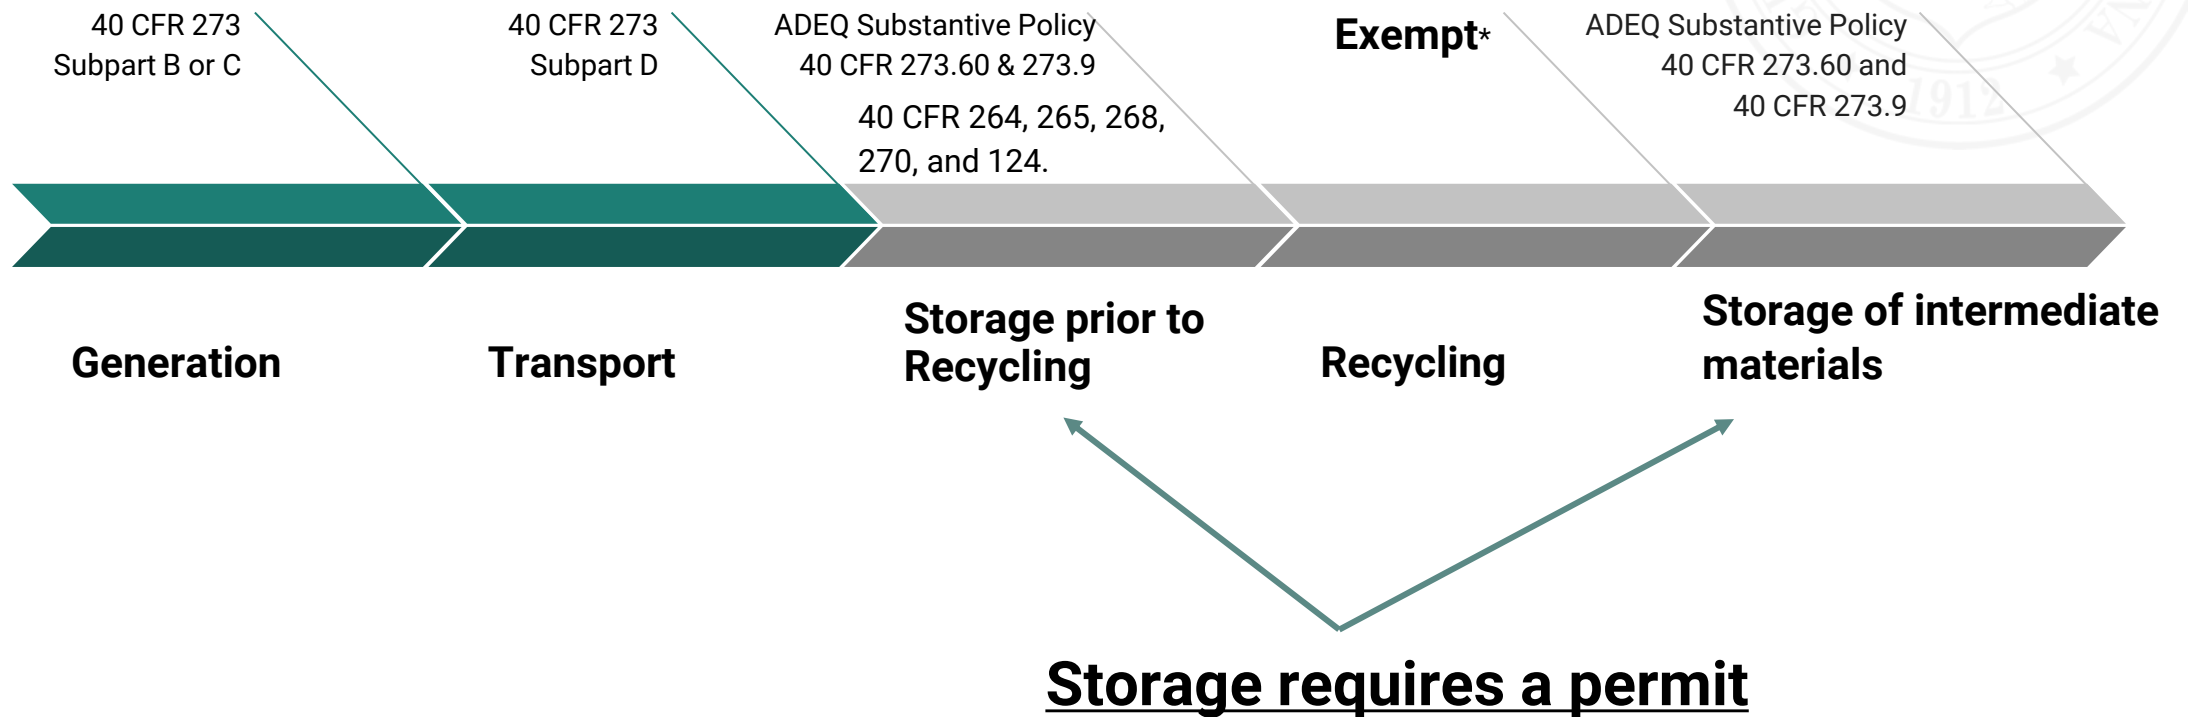 40 CFR 273
Subpart B or C
40 CFR 273
Subpart D
ADEQ Substantive Policy
40 CFR 273.60 & 273.9
40 CFR 264, 265, 268,
270, and 124.
Exempt*
ADEQ Substantive Policy
40 CFR 273.60 and
40 CFR 273.9
1912
Generation
Transport
Storage prior to
Recycling
Recycling
Storage of intermediate
materials
Storage requires a permit